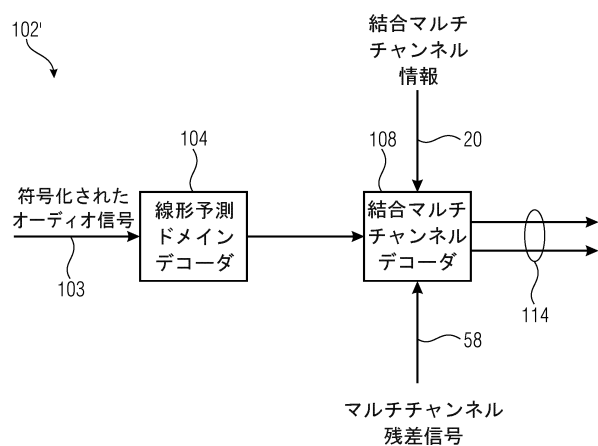 102'
結合マルチ
チャンネル
情報
20
104
108
符号化された
オーディオ信号
103
線形予測
ドメイン
デコーダ
結合マルチ
チャンネル
デコーダ
114
58
マルチチャンネル
残差信号